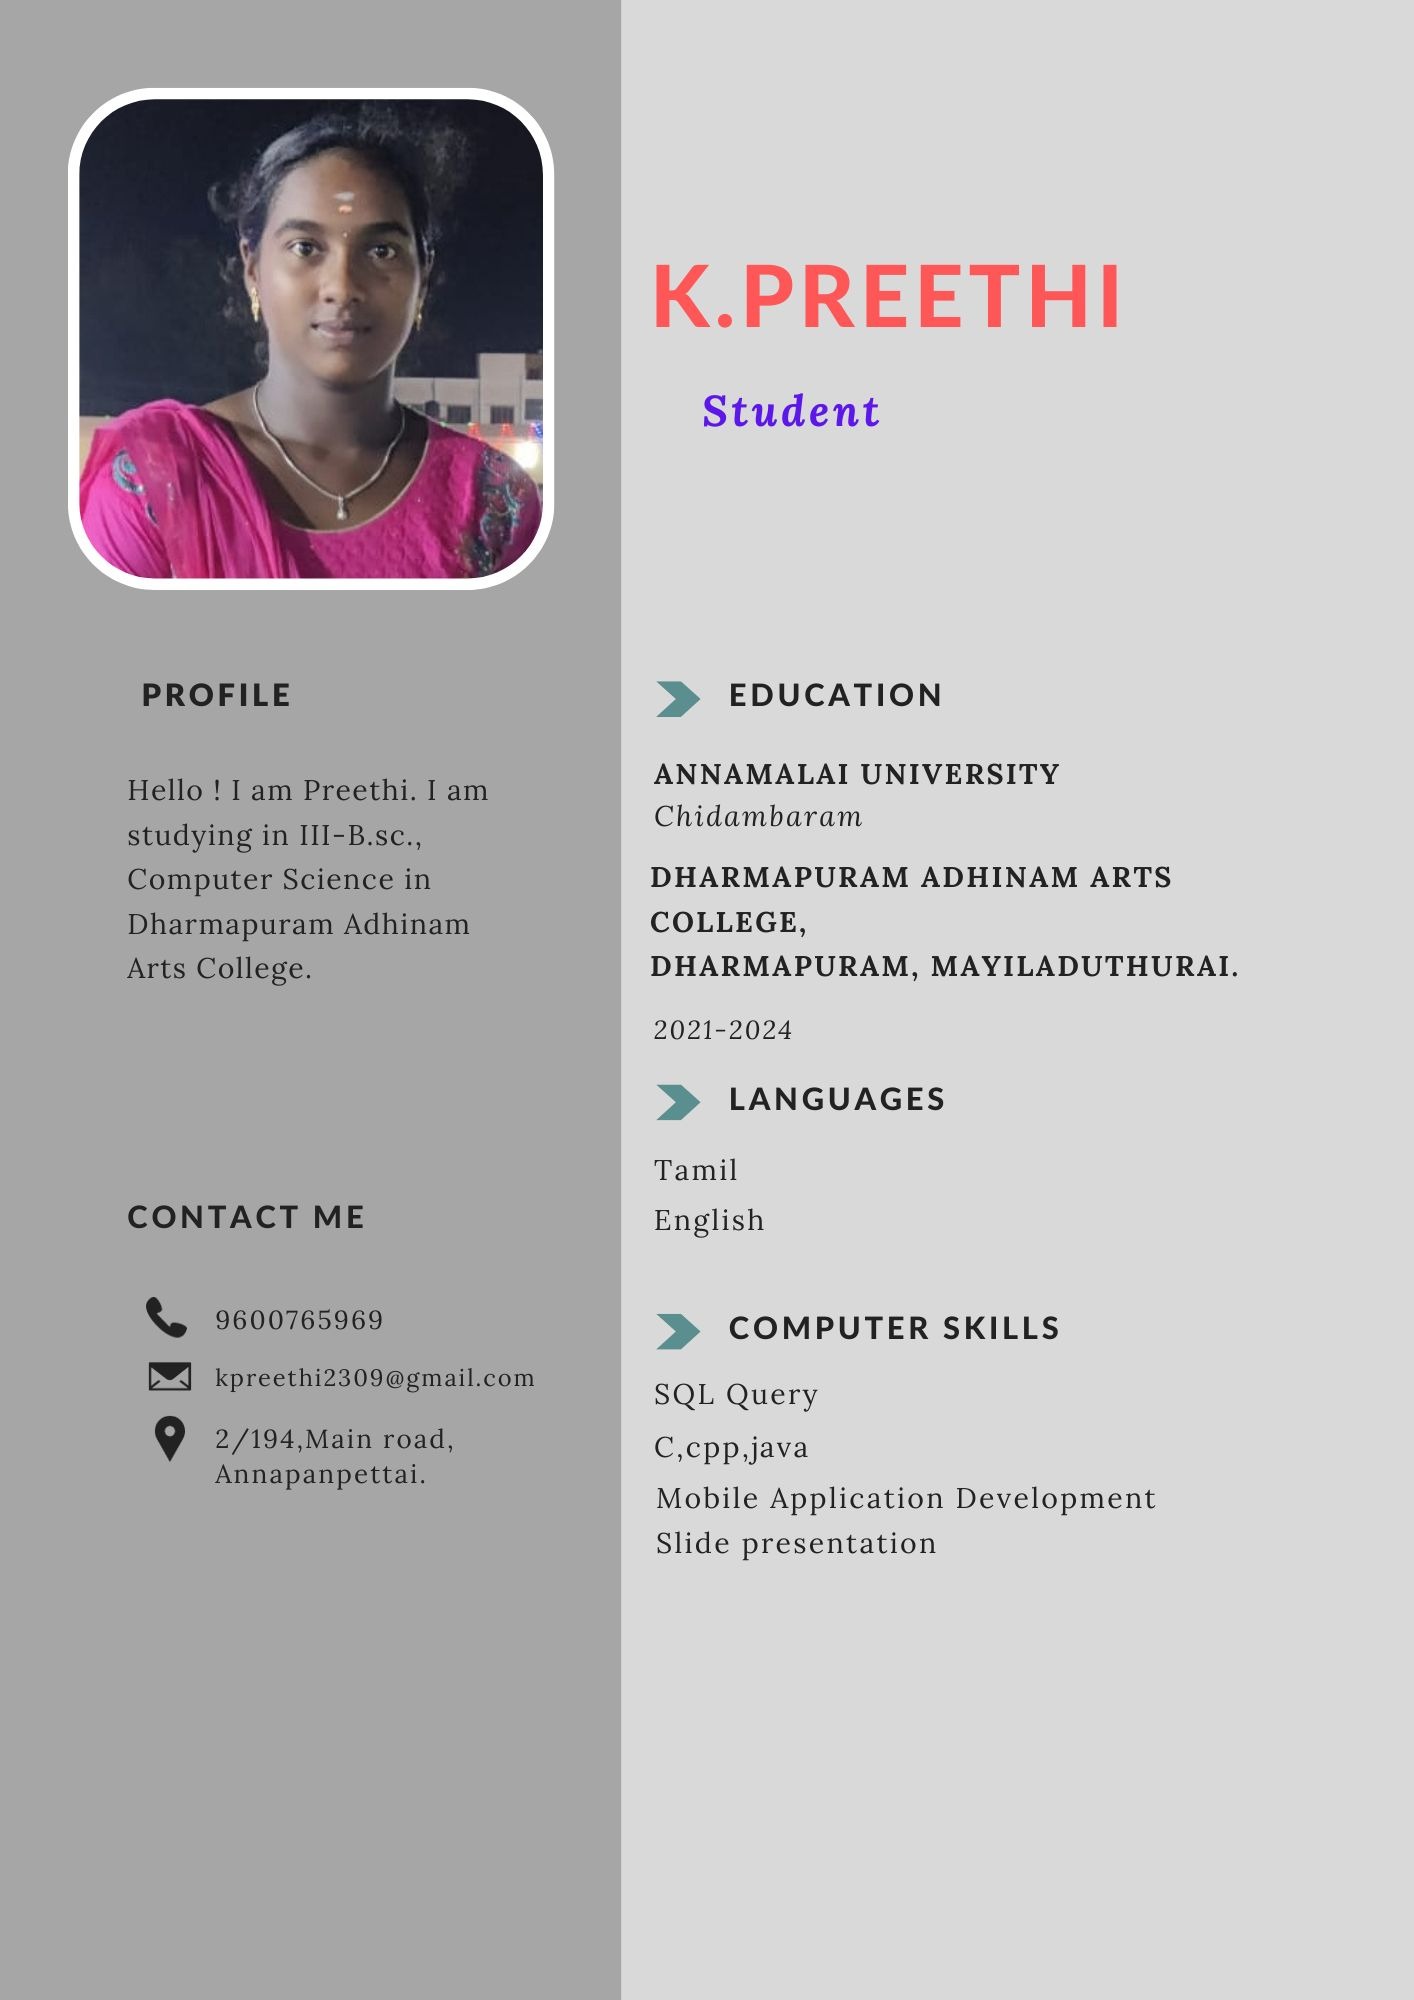 K.PREETHI
Student
PROFILE
Hello ! I am Preethi. I am
studying in III-B.sc.,
Computer Science in
Dharmapuram Adhinam
Arts College.
CONTACT ME
9600765969
kpreethi2309@gmail.com
2/194,Main road,
Annapanpettai.
EDUCATION
ANNAMALAI UNIVERSITY
Chidambaram
DHARMAPURAM ADHINAM ARTS
COLLEGE,
DHARMAPURAM, MAYILADUTHURAI.
2021-2024
LANGUAGES
Tamil
English
COMPUTER SKILLS
SQL Query
C,cpp,java
Mobile Application Development
Slide presentation